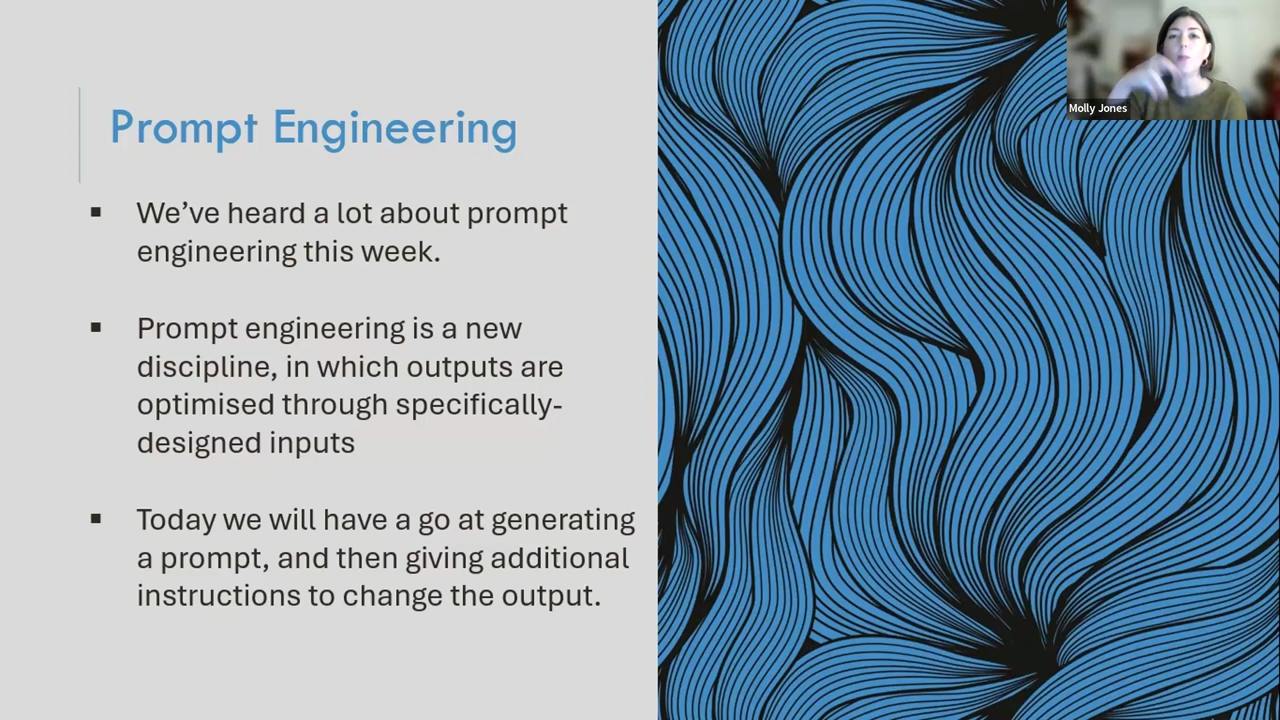 Prompt Engineering
▪ We’ve heard a lot about prompt
engineering this week.
▪ Prompt engineering is a new
discipline, in which outputs are
optimised through specifically-
designed inputs
▪ Today we will have a go at generating
a prompt, and then giving additional
instructions to change the output.
Molly Jones